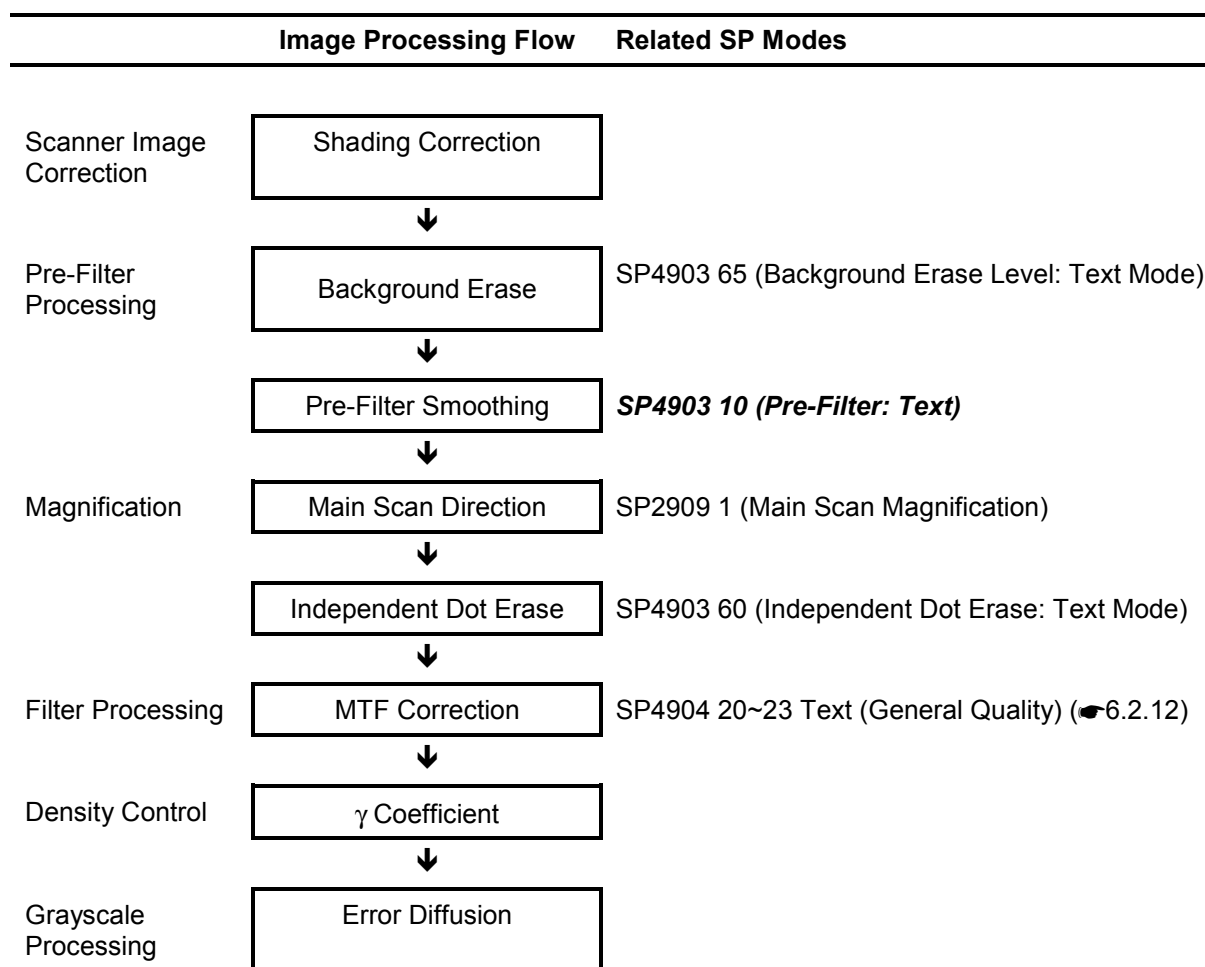 Image Processing Flow Related SP Modes
Scanner Image Correction
Shading Correction
Pre-Filter Processing
Background Erase
SP4903 65 (Background Erase Level: Text Mode)
Pre-Filter Smoothing
SP4903 10 (Pre-Filter: Text)
Magnification
Main Scan Direction
SP2909 1 (Main Scan Magnification)
Independent Dot Erase
SP4903 60 (Independent Dot Erase: Text Mode)
Filter Processing
MTF Correction
SP4904 20~23 Text (General Quality) (☛6.2.12)
Density Control
γ Coefficient
Grayscale Processing
Error Diffusion